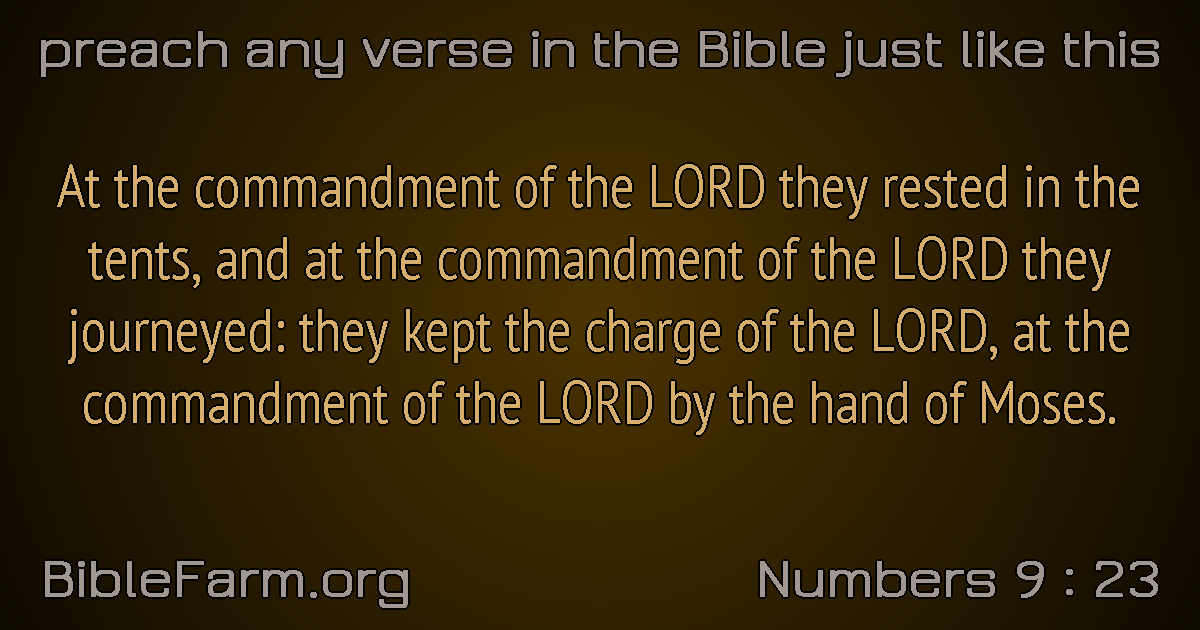 preach any verse in the Bible just like this
At the commandment of the LORD they rested in the
tents, and at the commandment of the LORD they
journeyed: they kept the charge of the LORD, at the
commandment of the LORD by the hand of Moses.
BibleFarm.org
Numbers 9 : 23